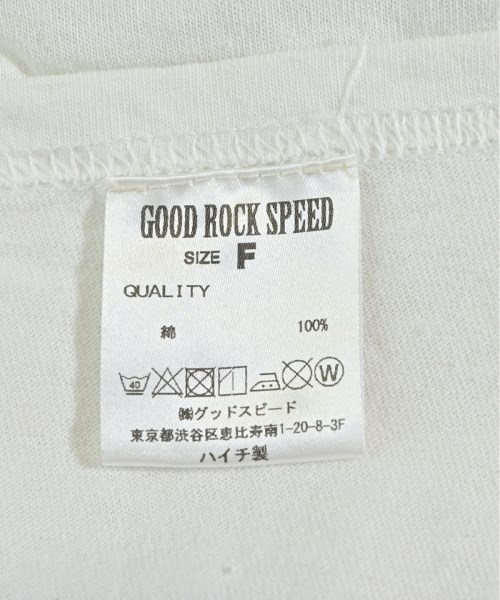 GOOD ROCK SPEED
SIZE F
QUALITY
綿 100%
40 W
㈱グッドスピード
東京都渋谷区恵比寿南1-20-8-3F
ハイチ製